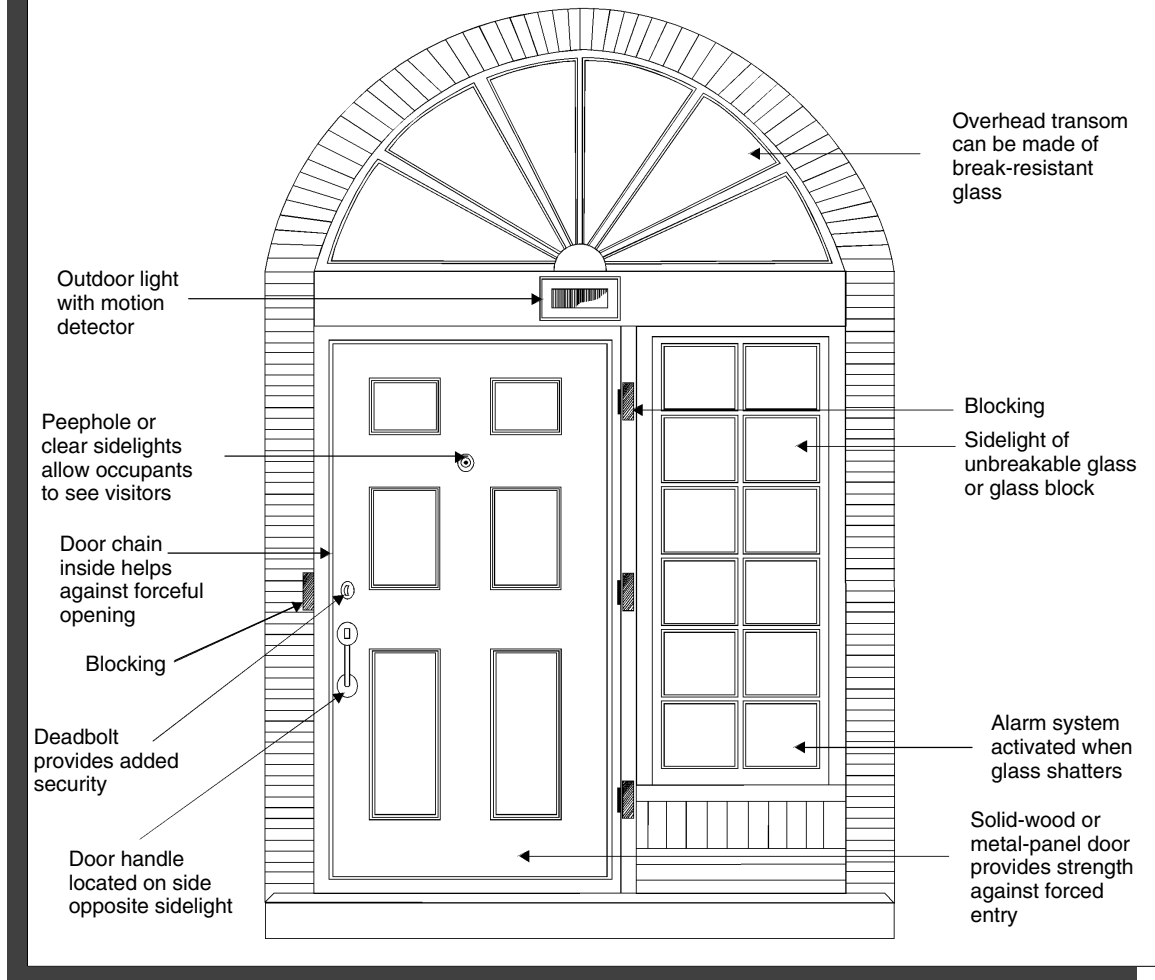 Overhead transom
can be made of
break-resistant
glass
Outdoor light
with motion
detector
Peephole or
clear sidelights
allow occupants
to see visitors
Blocking
Sidelight of
unbreakable glass
or glass block
Door chain
inside helps
against forceful
opening
Blocking
Deadbolt
provides added
security
Alarm system
activated when
glass shatters
Door handle
located on side
opposite sidelight
Solid-wood or
metal-panel door
provides strength
against forced
entry